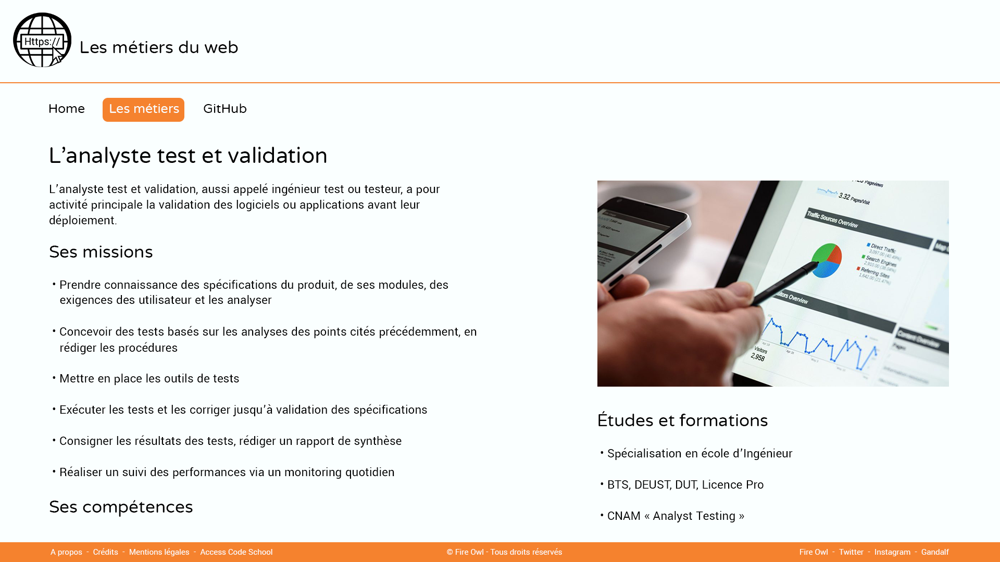 Https://
Les métiers du web
Home
Les métiers
GitHub
L’analyste test et validation
L’analyste test et validation, aussi appelé ingénieur test ou testeur, a pour
activité principale la validation des logiciels ou applications avant leur
déploiement.
Ses missions
• Prendre connaissance des spécifications du produit, de ses modules, des
exigences des utilisateur et les analyser
• Concevoir des tests basés sur les analyses des points cités précédemment, en
rédiger les procédures
• Mettre en place les outils de tests
• Exécuter les tests et les corriger jusqu’à validation des spécifications
• Consigner les résultats des tests, rédiger un rapport de synthèse
• Réaliser un suivi des performances via un monitoring quotidien
Ses compétences
Pageviews
3.32 Pages/Visit
Traffic Sources Overview
Direct Traffic
3,097.00 (40.49%)
Search Engines
2,910.00 (38.04%)
Referring Sites
1,642.00 (21.47%)
Overview
Visitors
2,958
Content Overview
Pages
Études et formations
• Spécialisation en école d’Ingénieur
• BTS, DEUST, DUT, Licence Pro
• CNAM « Analyst Testing »
A propos - Crédits - Mentions légales - Access Code School
© Fire Owl - Tous droits réservés
Fire Owl - Twitter - Instagram - Gandalf